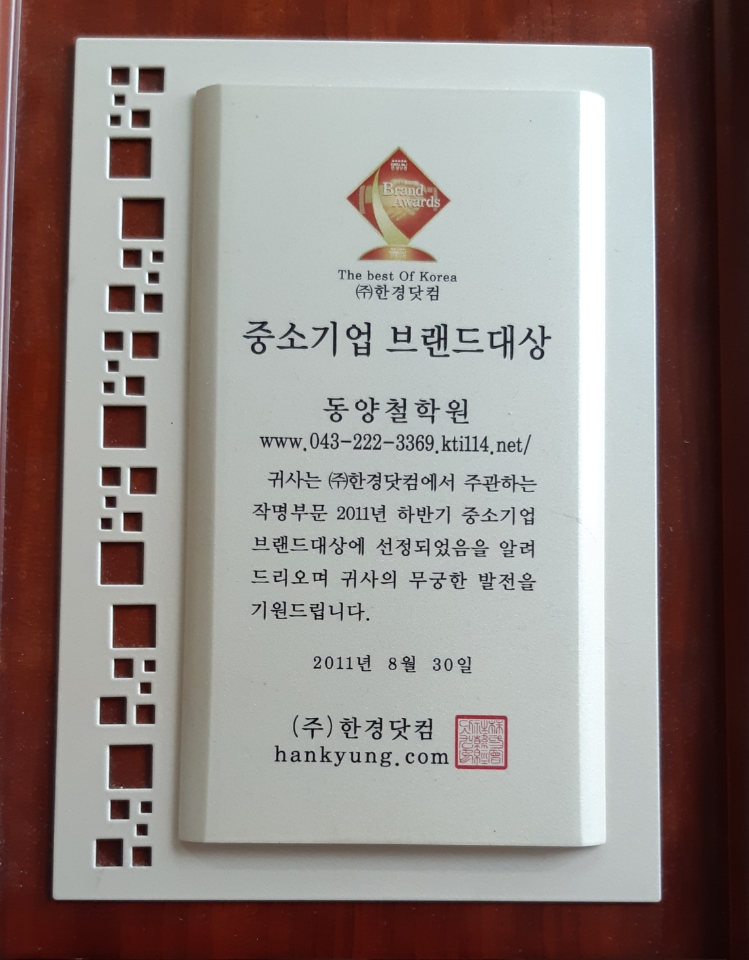 Brand
Awards
The best Of Korea
㈜한경닷컴
중소기업 브랜드대상
동양철학원
www.043-222-3369.kti114.net/
귀사는 ㈜한경닷컴에서 주관하는
작명부문 2011년 하반기 중소기업
브랜드대상에 선정되었음을 알려
드리오며 귀사의 무궁한 발전을
기원드립니다.
2011년 8월 30일
(주)한경닷컴
hankyung.com